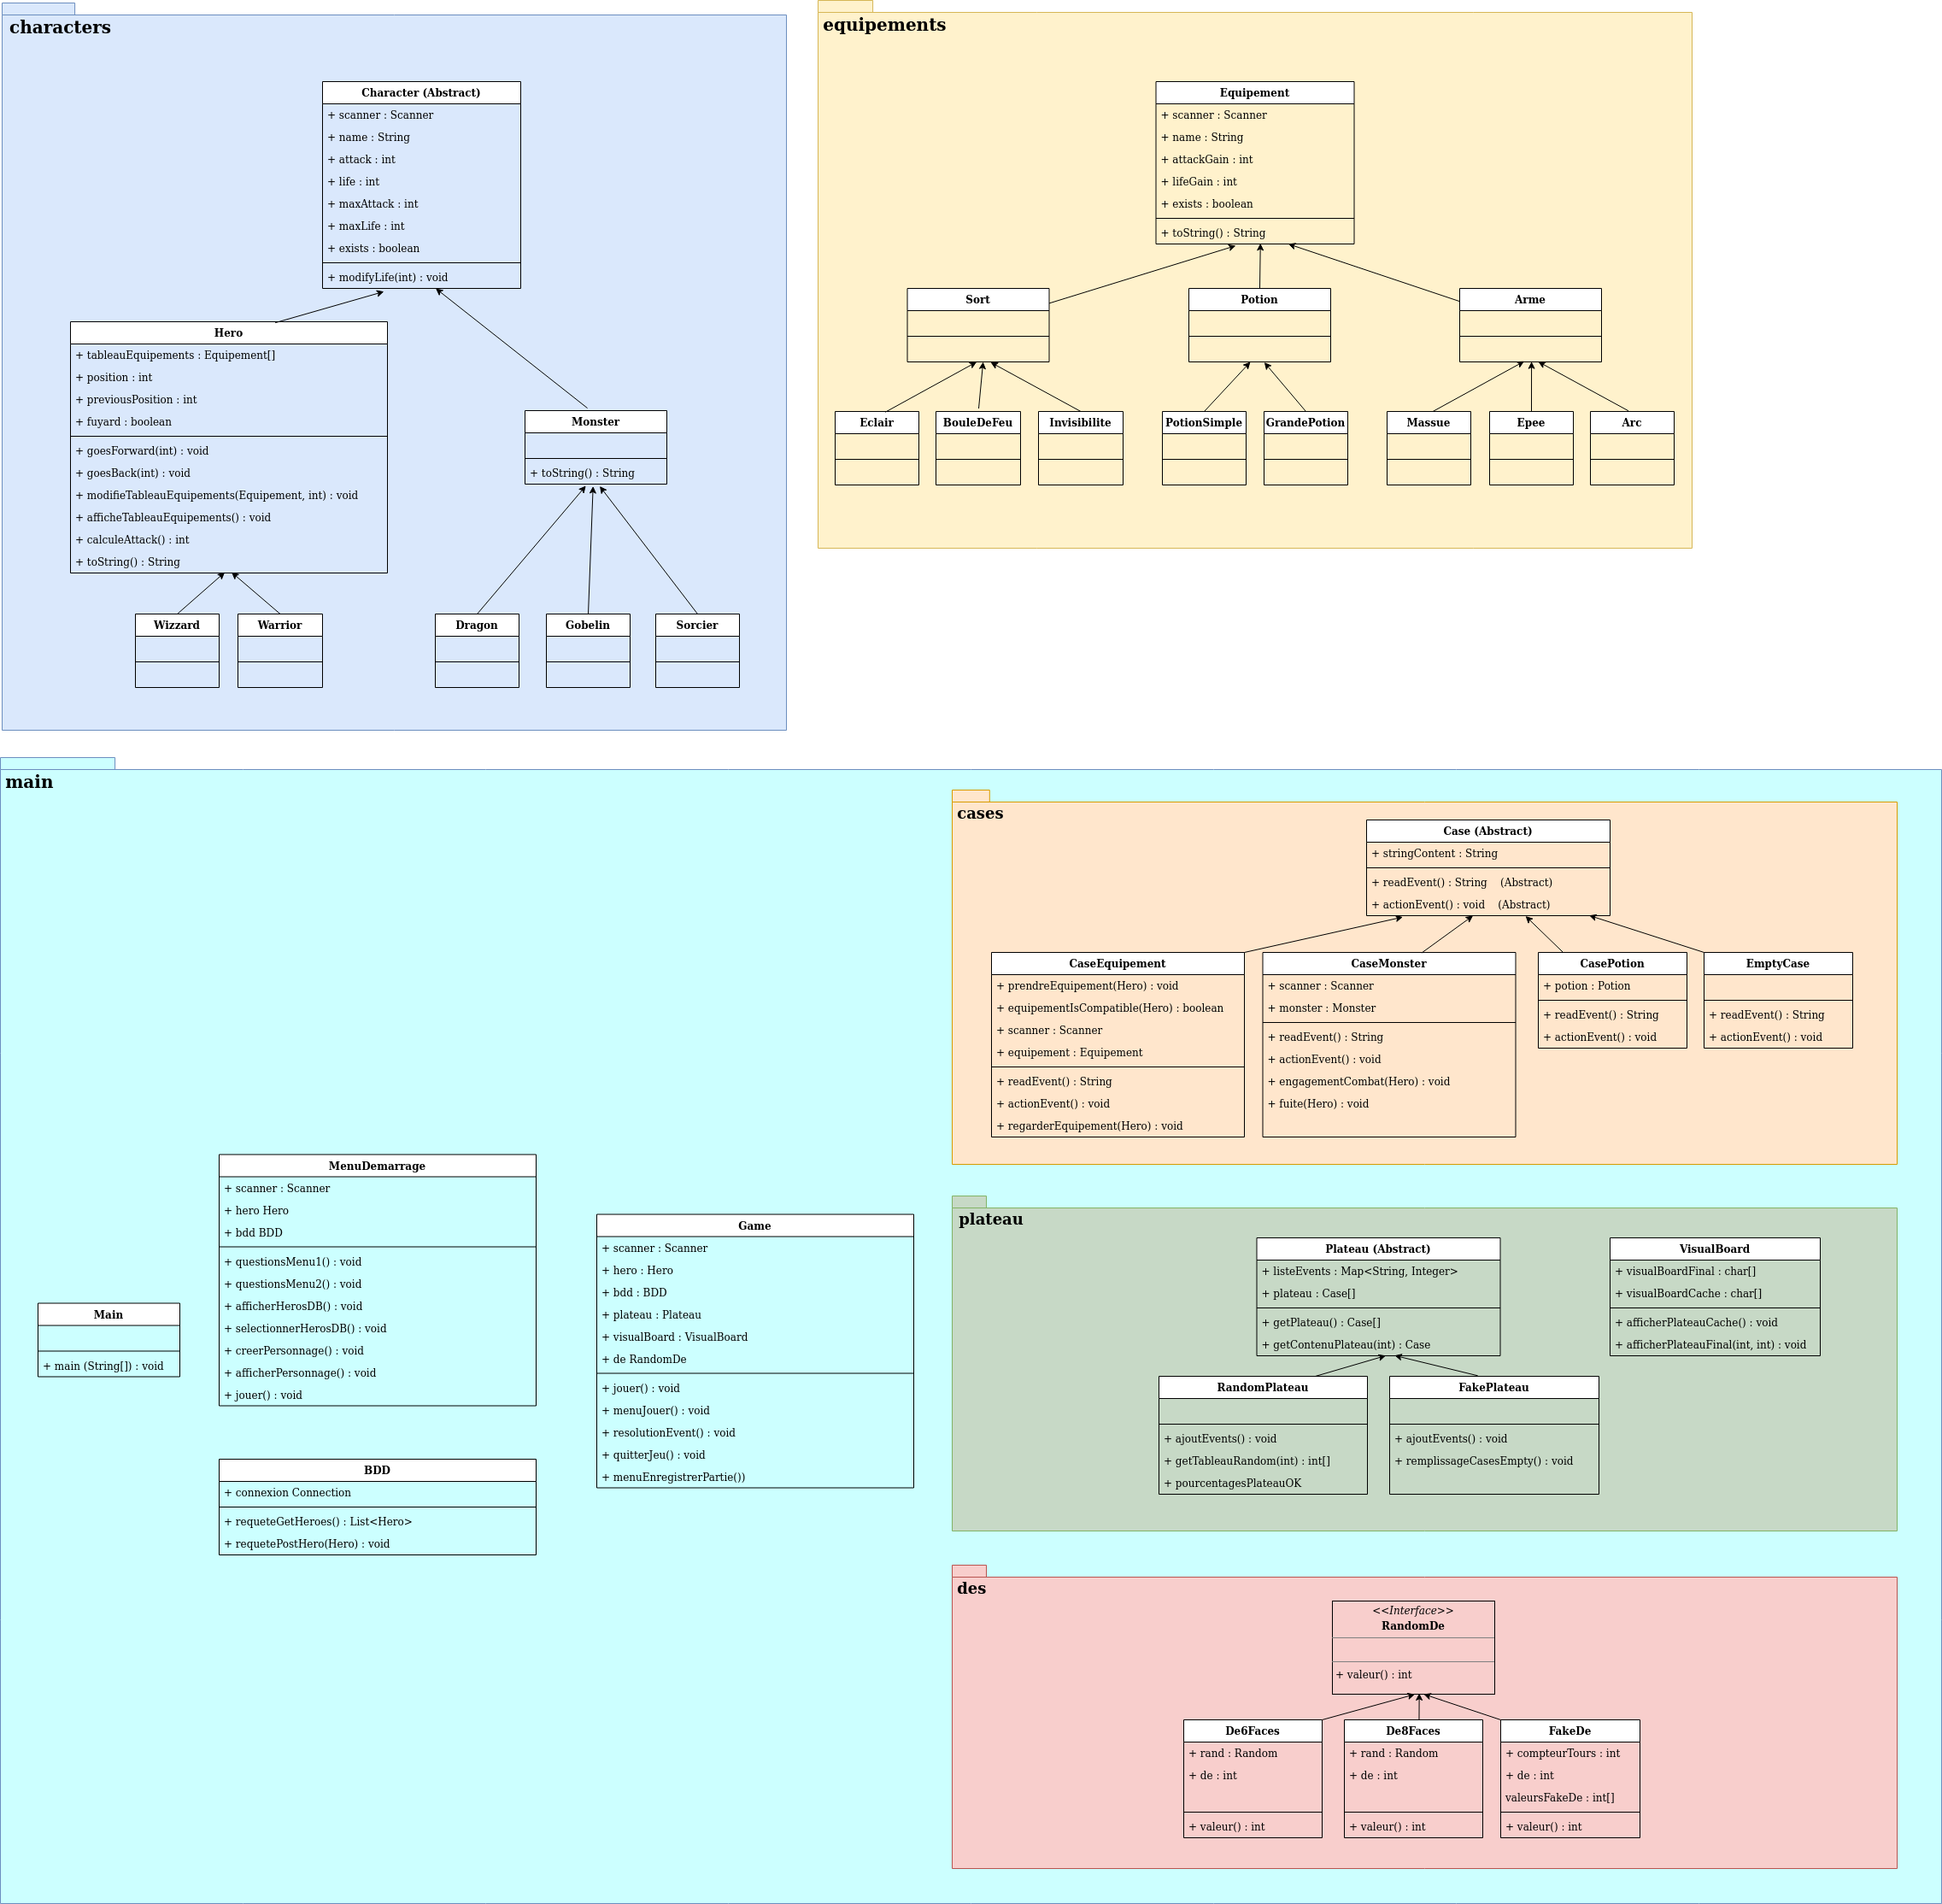 characters
Character (Abstract)
+ scanner : Scanner
+ name : String
+ attack : int
+ life : int
+ maxAttack : int
+ maxLife : int
+ exists : boolean
+ modifyLife(int) : void
Hero
+ tableauEquipements : Equipement[]
+ position : int
+ previousPosition : int
+ fuyard : boolean
+ goesForward(int) : void
+ goesBack(int) : void
+ modifieTableauEquipements(Equipement, int) : void
+ afficheTableauEquipements() : void
+ calculeAttack() : int
+ toString() : String
Monster
+ toString() : String
Wizzard
Warrior
Dragon
Gobelin
Sorcier
equipements
Equipement
+ scanner : Scanner
+ name : String
+ attackGain : int
+ lifeGain : int
+ exists : boolean
+ toString() : String
Sort
Potion
Arme
Eclair
BouleDeFeu
Invisibilite
PotionSimple
GrandePotion
Massue
Epee
Arc
main
Main
+ main (String[]) : void
MenuDemarrage
+ scanner : Scanner
+ hero Hero
+ bdd BDD
+ questionsMenu1() : void
+ questionsMenu2() : void
+ afficherHerosDB() : void
+ selectionnerHerosDB() : void
+ creerPersonnage() : void
+ afficherPersonnage() : void
+ jouer() : void
BDD
+ connexion Connection
+ requeteGetHeroes() : List<Hero>
+ requetePostHero(Hero) : void
Game
+ scanner : Scanner
+ hero : Hero
+ bdd : BDD
+ plateau : Plateau
+ visualBoard : VisualBoard
+ de RandomDe
+ jouer() : void
+ menuJouer() : void
+ resolutionEvent() : void
+ quitterJeu() : void
+ menuEnregistrerPartie())
cases
Case (Abstract)
+ stringContent : String
+ readEvent() : String (Abstract)
+ actionEvent() : void (Abstract)
CaseEquipement
+ prendreEquipement(Hero) : void
+ equipementIsCompatible(Hero) : boolean
+ scanner : Scanner
+ equipement : Equipement
+ readEvent() : String
+ actionEvent() : void
+ regarderEquipement(Hero) : void
CaseMonster
+ scanner : Scanner
+ monster : Monster
+ readEvent() : String
+ actionEvent() : void
+ engagementCombat(Hero) : void
+ fuite(Hero) : void
CasePotion
+ potion : Potion
+ readEvent() : String
+ actionEvent() : void
EmptyCase
+ readEvent() : String
+ actionEvent() : void
plateau
Plateau (Abstract)
+ listeEvents : Map<String, Integer>
+ plateau : Case[]
+ getPlateau() : Case[]
+ getContenuPlateau(int) : Case
VisualBoard
+ visualBoardFinal : char[]
+ visualBoardCache : char[]
+ afficherPlateauCache() : void
+ afficherPlateauFinal(int, int) : void
RandomPlateau
+ ajoutEvents() : void
+ getTableauRandom(int) : int[]
+ pourcentagesPlateauOK
FakePlateau
+ ajoutEvents() : void
+ remplissageCasesEmpty() : void
des
<<Interface>>
RandomDe
+ valeur() : int
De6Faces
+ rand : Random
+ de : int
+ valeur() : int
De8Faces
+ rand : Random
+ de : int
+ valeur() : int
FakeDe
+ compteurTours : int
+ de : int
valeursFakeDe : int[]
+ valeur() : int